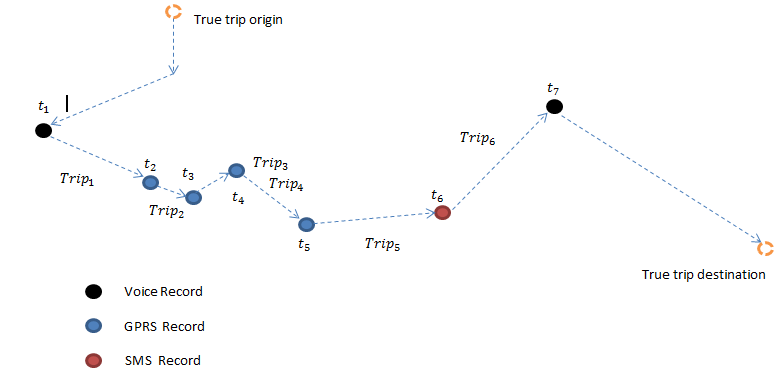 True trip origin
t₁
t₂
t₃
Trip₁
Trip₂
Trip₃
Trip₄
t₄
t₅
Trip₅
t₆
Trip₆
t₇
True trip destination
Voice Record
GPRS Record
SMS Record